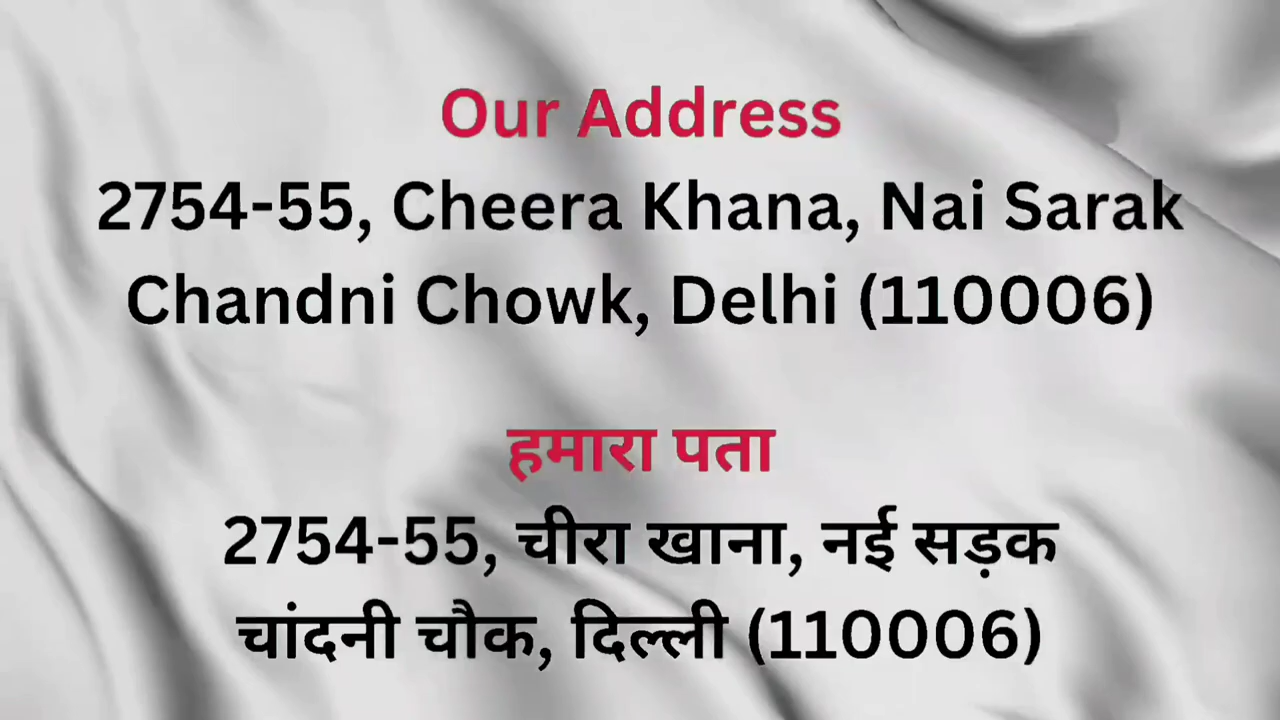 Our Address
2754-55, Cheera Khana, Nai Sarak
Chandni Chowk, Delhi (110006)
हमारा पता
2754-55, चीरा खाना, नई सड़क
चांदनी चौक, दिल्ली (110006)